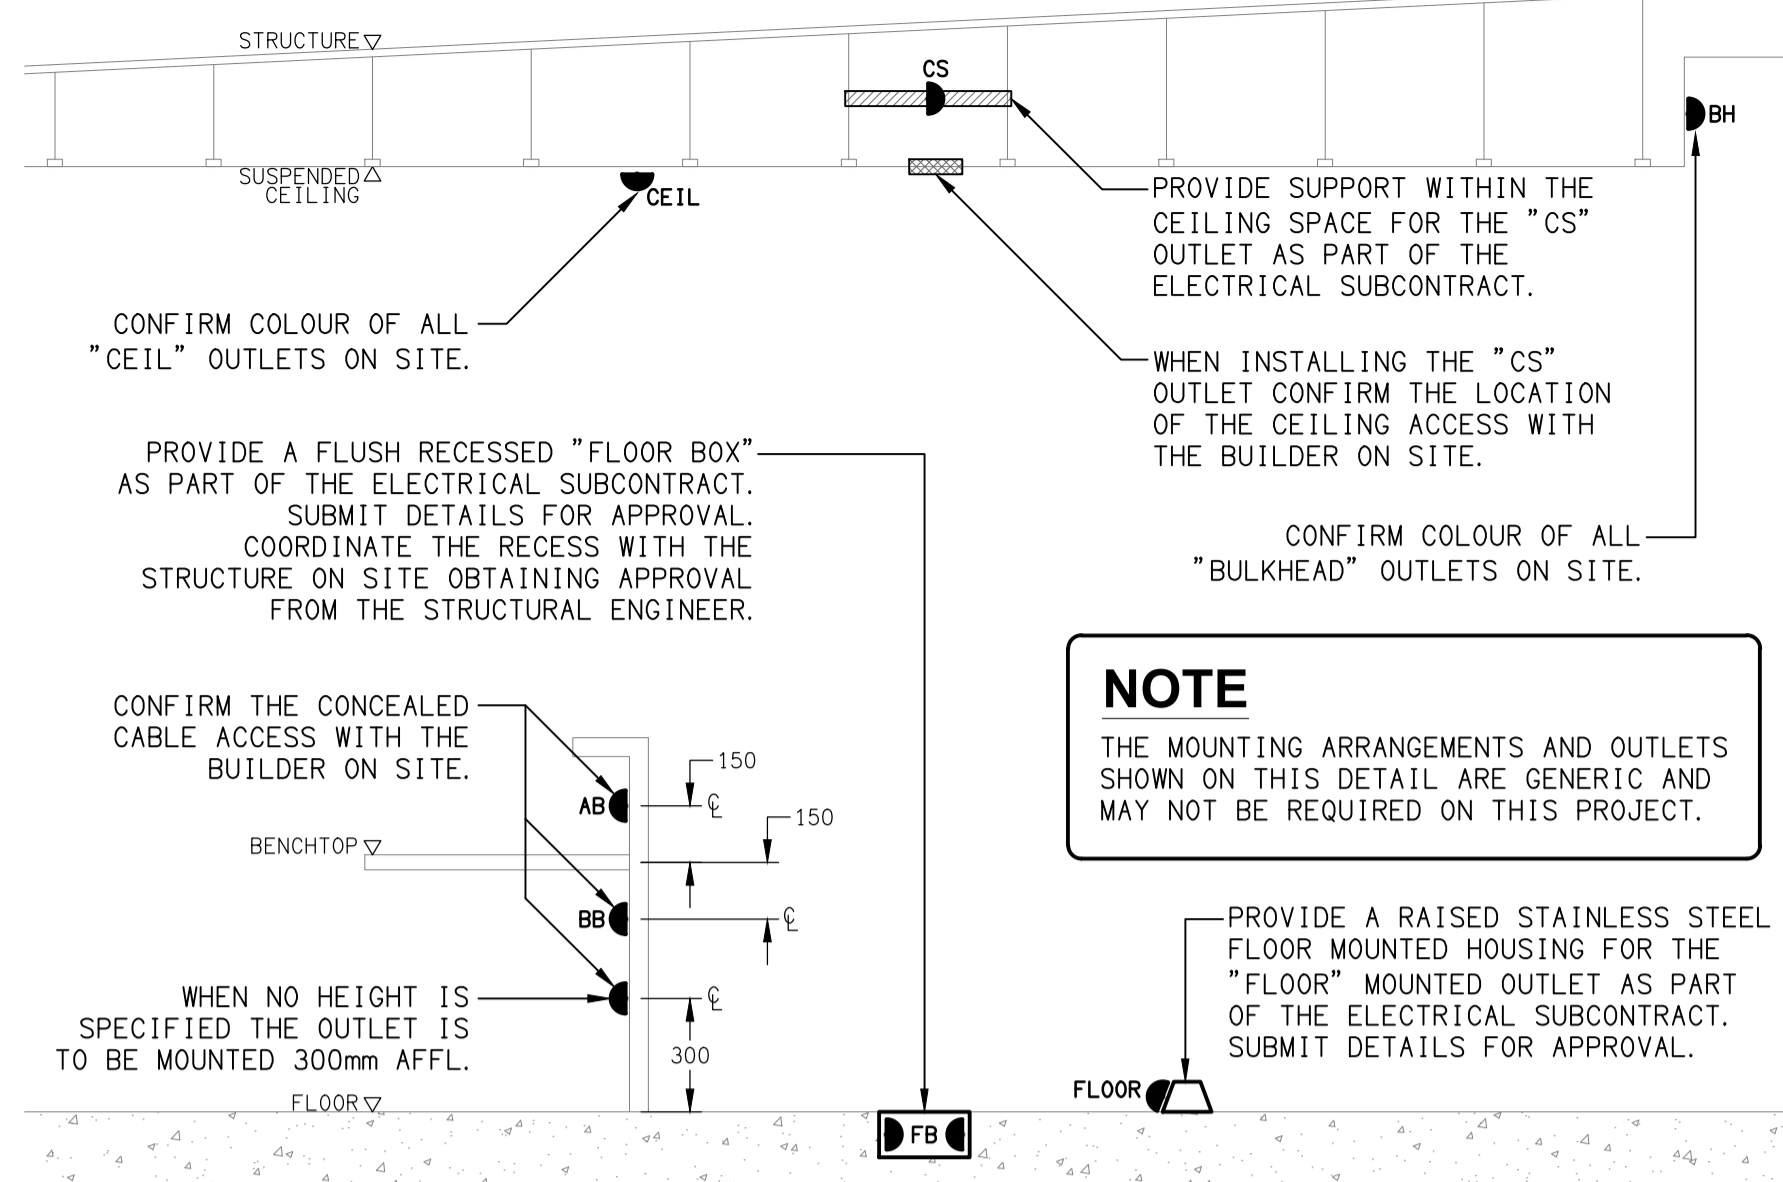 STRUCTURE
CS
BH
SUSPENDED
CEILING
CEIL
PROVIDE SUPPORT WITHIN THE
CEILING SPACE FOR THE "CS"
OUTLET AS PART OF THE
ELECTRICAL SUBCONTRACT.
CONFIRM COLOUR OF ALL
"CEIL" OUTLETS ON SITE.
WHEN INSTALLING THE "CS"
OUTLET CONFIRM THE LOCATION
OF THE CEILING ACCESS WITH
THE BUILDER ON SITE.
PROVIDE A FLUSH RECESSED "FLOOR BOX"
AS PART OF THE ELECTRICAL SUBCONTRACT.
SUBMIT DETAILS FOR APPROVAL.
COORDINATE THE RECESS WITH THE
STRUCTURE ON SITE OBTAINING APPROVAL
FROM THE STRUCTURAL ENGINEER.
CONFIRM COLOUR OF ALL
"BULKHEAD" OUTLETS ON SITE.
NOTE
THE MOUNTING ARRANGEMENTS AND OUTLETS
SHOWN ON THIS DETAIL ARE GENERIC AND
MAY NOT BE REQUIRED ON THIS PROJECT.
CONFIRM THE CONCEALED
CABLE ACCESS WITH THE
BUILDER ON SITE.
150
AB
℄
150
BENCHTOP
BB
℄
WHEN NO HEIGHT IS
SPECIFIED THE OUTLET IS
TO BE MOUNTED 300mm AFFL.
℄
300
PROVIDE A RAISED STAINLESS STEEL
FLOOR MOUNTED HOUSING FOR THE
"FLOOR" MOUNTED OUTLET AS PART
OF THE ELECTRICAL SUBCONTRACT.
SUBMIT DETAILS FOR APPROVAL.
FLOOR
FLOOR
FB